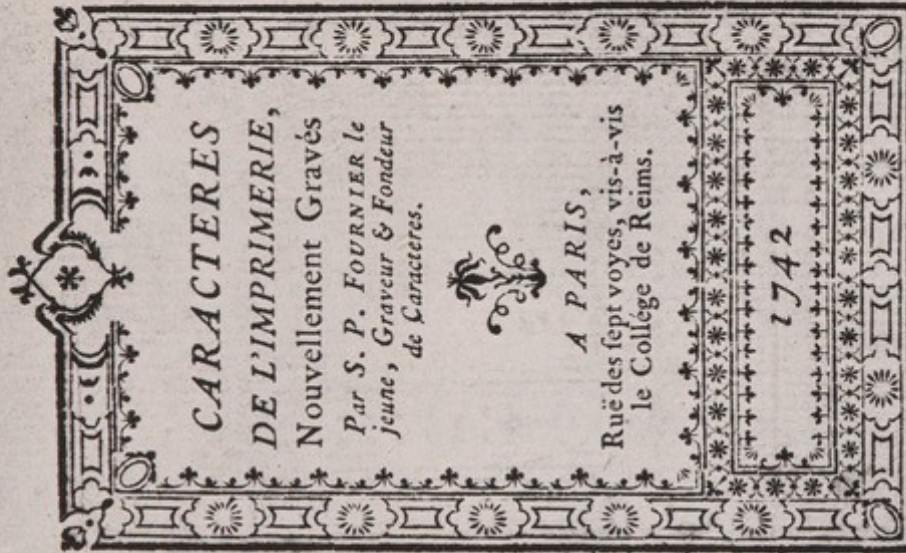 CARACTERES
DE L'IMPRIMERIE,
Nouvellement Gravés
Par S. P. FOURNIER le
jeune, Graveur & Fondeur
de Caracteres.
A PARIS,
Ruë des ſept voyes, vis-à-vis
le Collége de Reims.
1742